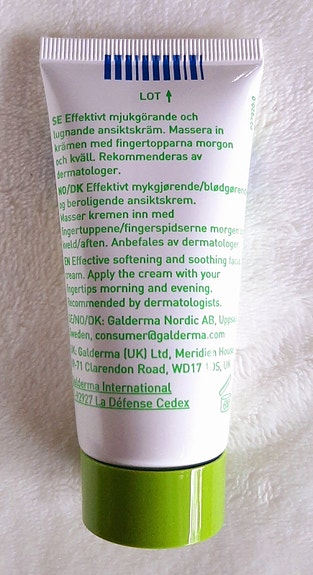 LOT
SE Effektivt mjukgörande och
lugnande ansiktskräm. Massera in
krämen med fingertopparna morgon
och kväll. Rekommenderas av
dermatologer.
NO/DK Effektivt mykgjørende/blødgøren
og beroligende ansiktskrem.
Masser kremen inn med
fingertuppene/fingerspidserne morgen o
kveld/aften. Anbefales av dermatologer
EN Effective softening and soothing facia
cream. Apply the cream with your
fingertips morning and evening.
Recommended by dermatologists.
SE/NO/DK: Galderma Nordic AB, Uppsa
Sweden, consumer@galderma.com
UK, Galderma (UK) Ltd, Meridien House
69-71 Clarendon Road, WD17 1DS, UK
Galderma International
92927 La Défense Cedex